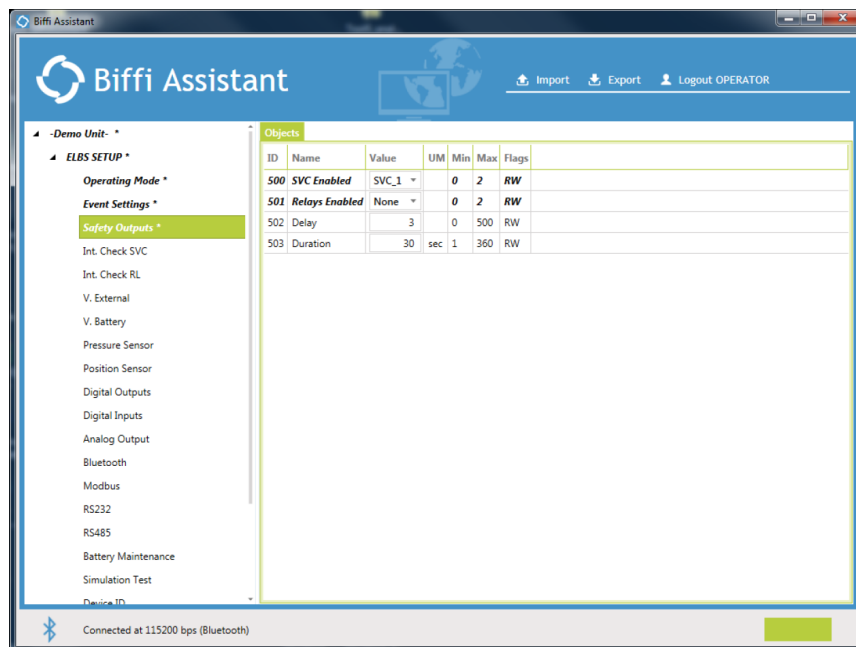 Biffi Assistant
Biffi Assistant
Import Export Logout OPERATOR
-Demo Unit- *
ELBS SETUP *
Operating Mode *
Event Settings *
Safety Outputs *
Int. Check SVC
Int. Check RL
V. External
V. Battery
Pressure Sensor
Position Sensor
Digital Outputs
Digital Inputs
Analog Output
Bluetooth
Modbus
RS232
RS485
Battery Maintenance
Simulation Test
Device ID
Objects
ID Name Value UM Min Max Flags
500 SVC Enabled SVC_1 0 2 RW
501 Relays Enabled None 0 2 RW
502 Delay 3 0 500 RW
503 Duration 30 sec 1 360 RW
Connected at 115200 bps (Bluetooth)